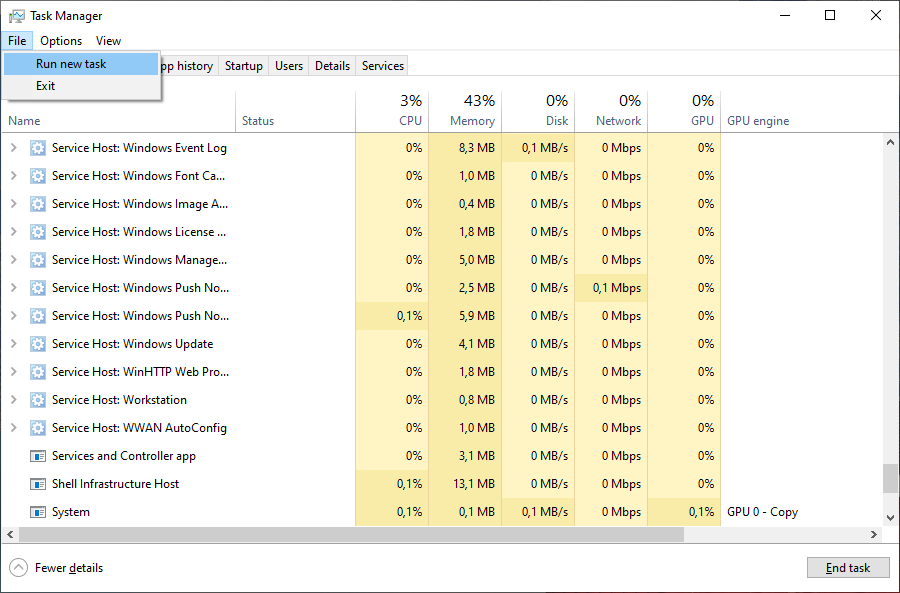 Task Manager
File Options View
Run new task
Exit
pp history Startup Users Details Services
3% 43% 0% 0% 0%
Name Status CPU Memory Disk Network GPU GPU engine
Service Host: Windows Event Log 0% 8,3 MB 0,1 MB/s 0 Mbps 0%
Service Host: Windows Font Ca... 0% 1,0 MB 0 MB/s 0 Mbps 0%
Service Host: Windows Image A... 0% 0,4 MB 0 MB/s 0 Mbps 0%
Service Host: Windows License ... 0% 1,8 MB 0 MB/s 0 Mbps 0%
Service Host: Windows Manage... 0% 5,0 MB 0 MB/s 0 Mbps 0%
Service Host: Windows Push No... 0% 2,5 MB 0 MB/s 0,1 Mbps 0%
Service Host: Windows Push No... 0,1% 5,9 MB 0 MB/s 0 Mbps 0%
Service Host: Windows Update 0% 4,1 MB 0 MB/s 0 Mbps 0%
Service Host: WinHTTP Web Pro... 0% 1,8 MB 0 MB/s 0 Mbps 0%
Service Host: Workstation 0% 0,8 MB 0 MB/s 0 Mbps 0%
Service Host: WWAN AutoConfig 0% 1,0 MB 0 MB/s 0 Mbps 0%
Services and Controller app 0% 3,1 MB 0 MB/s 0 Mbps 0%
Shell Infrastructure Host 0,1% 13,1 MB 0 MB/s 0 Mbps 0%
System 0,1% 0,1 MB 0,1 MB/s 0 Mbps 0,1% GPU 0 - Copy
Fewer details End task